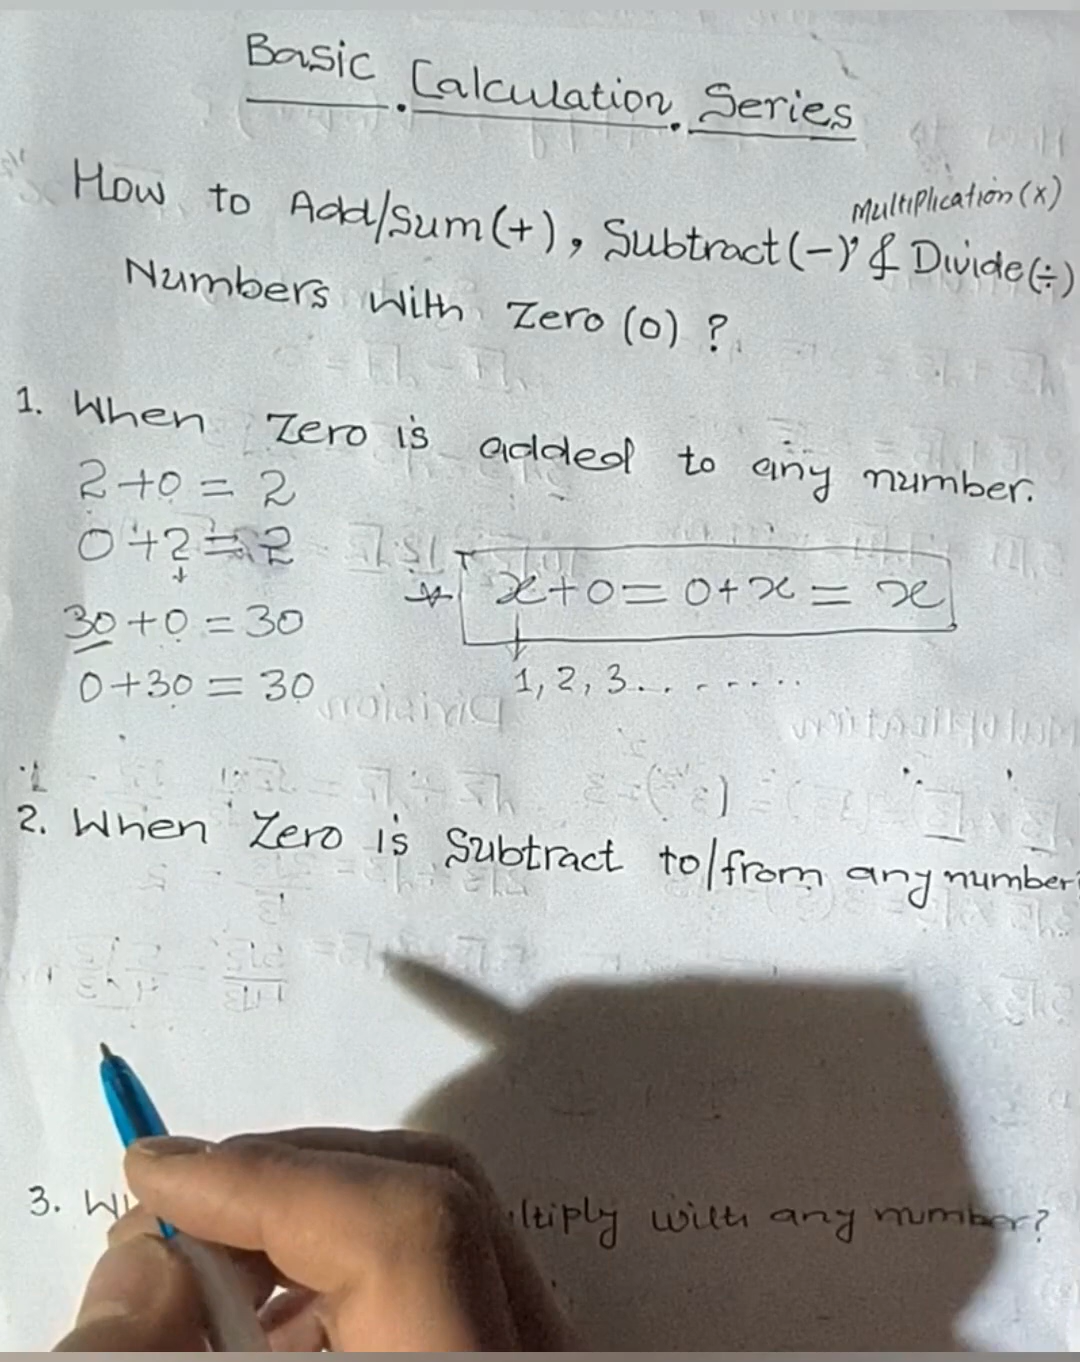 Basic Calculation Series
How to Add/Sum (+), Subtract (-), Multiplication (x) & Divide (÷)
Numbers with Zero (0) ?
1. When Zero is added to any number.
2+0 = 2
0+2 = 2
30+0 = 30
0+30 = 30
x+0 = 0+x = x
1, 2, 3.. . . . . . .
2. When Zero is Subtract to/from any number
3. ltiply with any number?